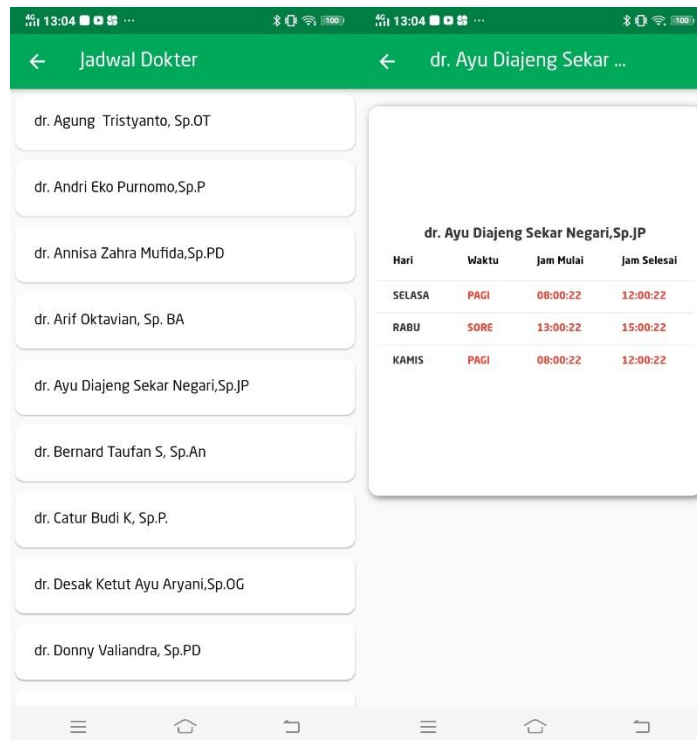 4G 13:04 ... 100
Jadwal Dokter
dr. Agung Tristyanto, Sp.OT
dr. Andri Eko Purnomo,Sp.P
dr. Annisa Zahra Mufida,Sp.PD
dr. Arif Oktavian, Sp. BA
dr. Ayu Diajeng Sekar Negari,Sp.JP
dr. Bernard Taufan S, Sp.An
dr. Catur Budi K, Sp.P.
dr. Desak Ketut Ayu Aryani,Sp.OG
dr. Donny Valiandra, Sp.PD
4G 13:04 ... 100
dr. Ayu Diajeng Sekar ...
dr. Ayu Diajeng Sekar Negari,Sp.JP
Hari Waktu Jam Mulai Jam Selesai
SELASA PAGI 08:00:22 12:00:22
RABU SORE 13:00:22 15:00:22
KAMIS PAGI 08:00:22 12:00:22